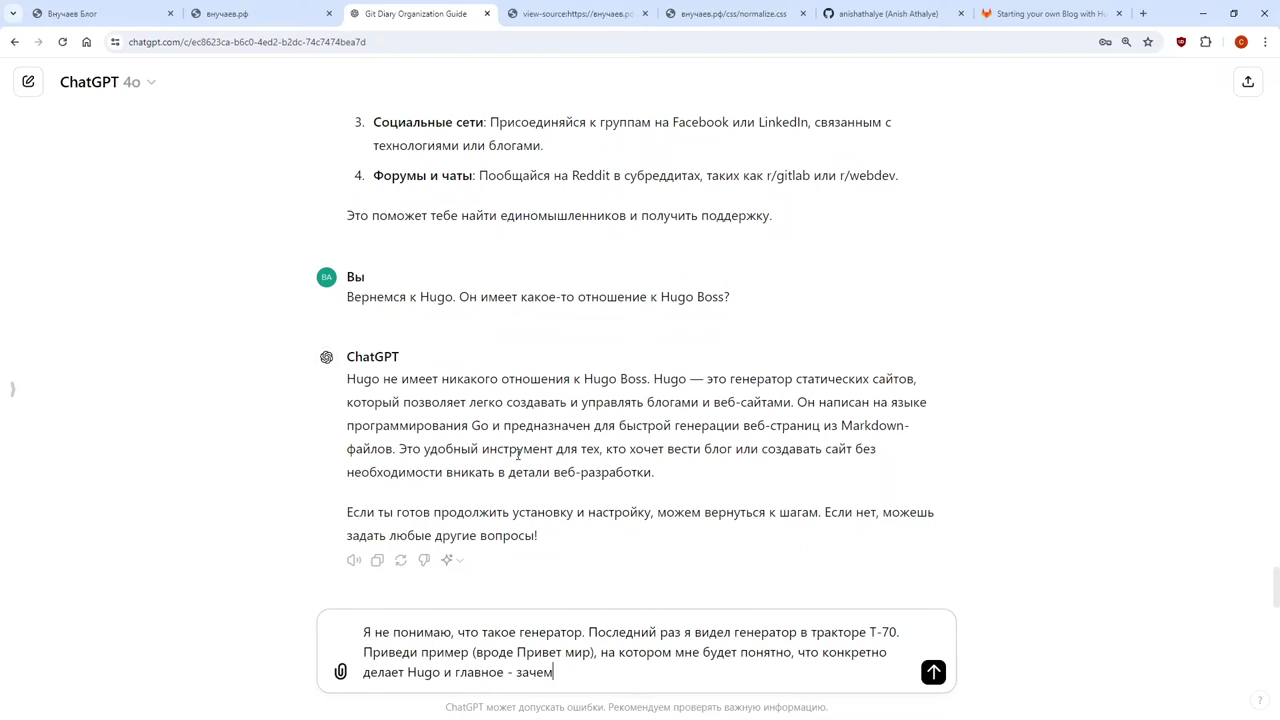 внучаев Блог
внучаев.рф
Git Diary Organization Guide
view-source:https://внучаев.рф
внучаев.рф/css/normalize.css
anishathalye (Anish Athalye)
Starting your own Blog with Hu
chatgpt.com/c/ec8623ca-b6c0-4ed2-b2dc-74c7474bea7d
C
ChatGPT 4o
3. Социальные сети: Присоединяйся к группам на Facebook или LinkedIn, связанным с
технологиями или блогами.
4. Форумы и чаты: Пообщайся на Reddit в субреддитах, таких как r/gitlab или r/webdev.
Это поможет тебе найти единомышленников и получить поддержку.
ВА
Вы
Вернемся к Hugo. Он имеет какое-то отношение к Hugo Boss?
ChatGPT
Hugo не имеет никакого отношения к Hugo Boss. Hugo — это генератор статических сайтов,
который позволяет легко создавать и управлять блогами и веб-сайтами. Он написан на языке
программирования Go и предназначен для быстрой генерации веб-страниц из Markdown-
файлов. Это удобный инструмент для тех, кто хочет вести блог или создавать сайт без
необходимости вникать в детали веб-разработки.
Если ты готов продолжить установку и настройку, можем вернуться к шагам. Если нет, можешь
задать любые другие вопросы!
Я не понимаю, что такое генератор. Последний раз я видел генератор в тракторе Т-70.
Приведи пример (вроде Привет мир), на котором мне будет понятно, что конкретно
делает Hugo и главное - зачем
ChatGPT может допускать ошибки. Рекомендуем проверять важную информацию.
?